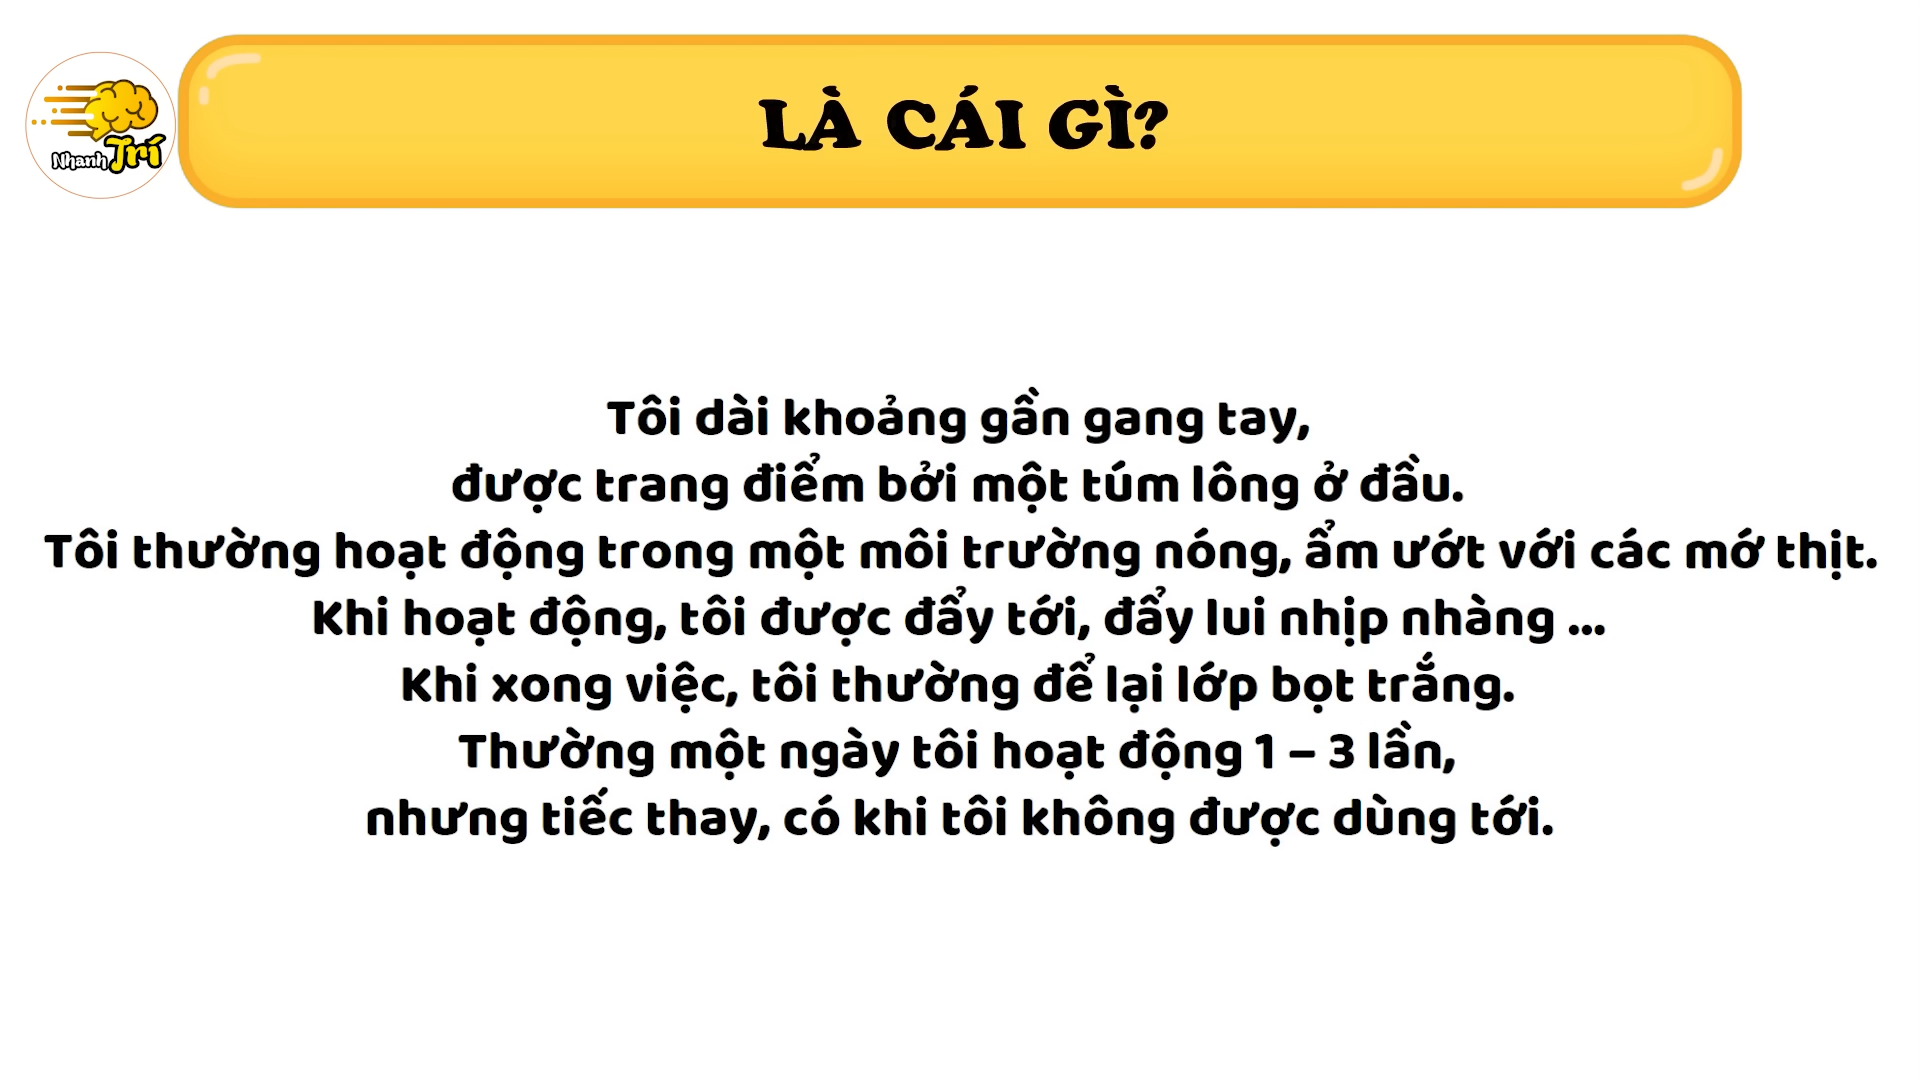 Nhanh Trí
LÀ CÁI GÌ?
Tôi dài khoảng gần gang tay,
được trang điểm bởi một túm lông ở đầu.
Tôi thường hoạt động trong một môi trường nóng, ẩm ướt với các mớ thịt.
Khi hoạt động, tôi được đẩy tới, đẩy lui nhịp nhàng ...
Khi xong việc, tôi thường để lại lớp bọt trắng.
Thường một ngày tôi hoạt động 1 – 3 lần,
nhưng tiếc thay, có khi tôi không được dùng tới.